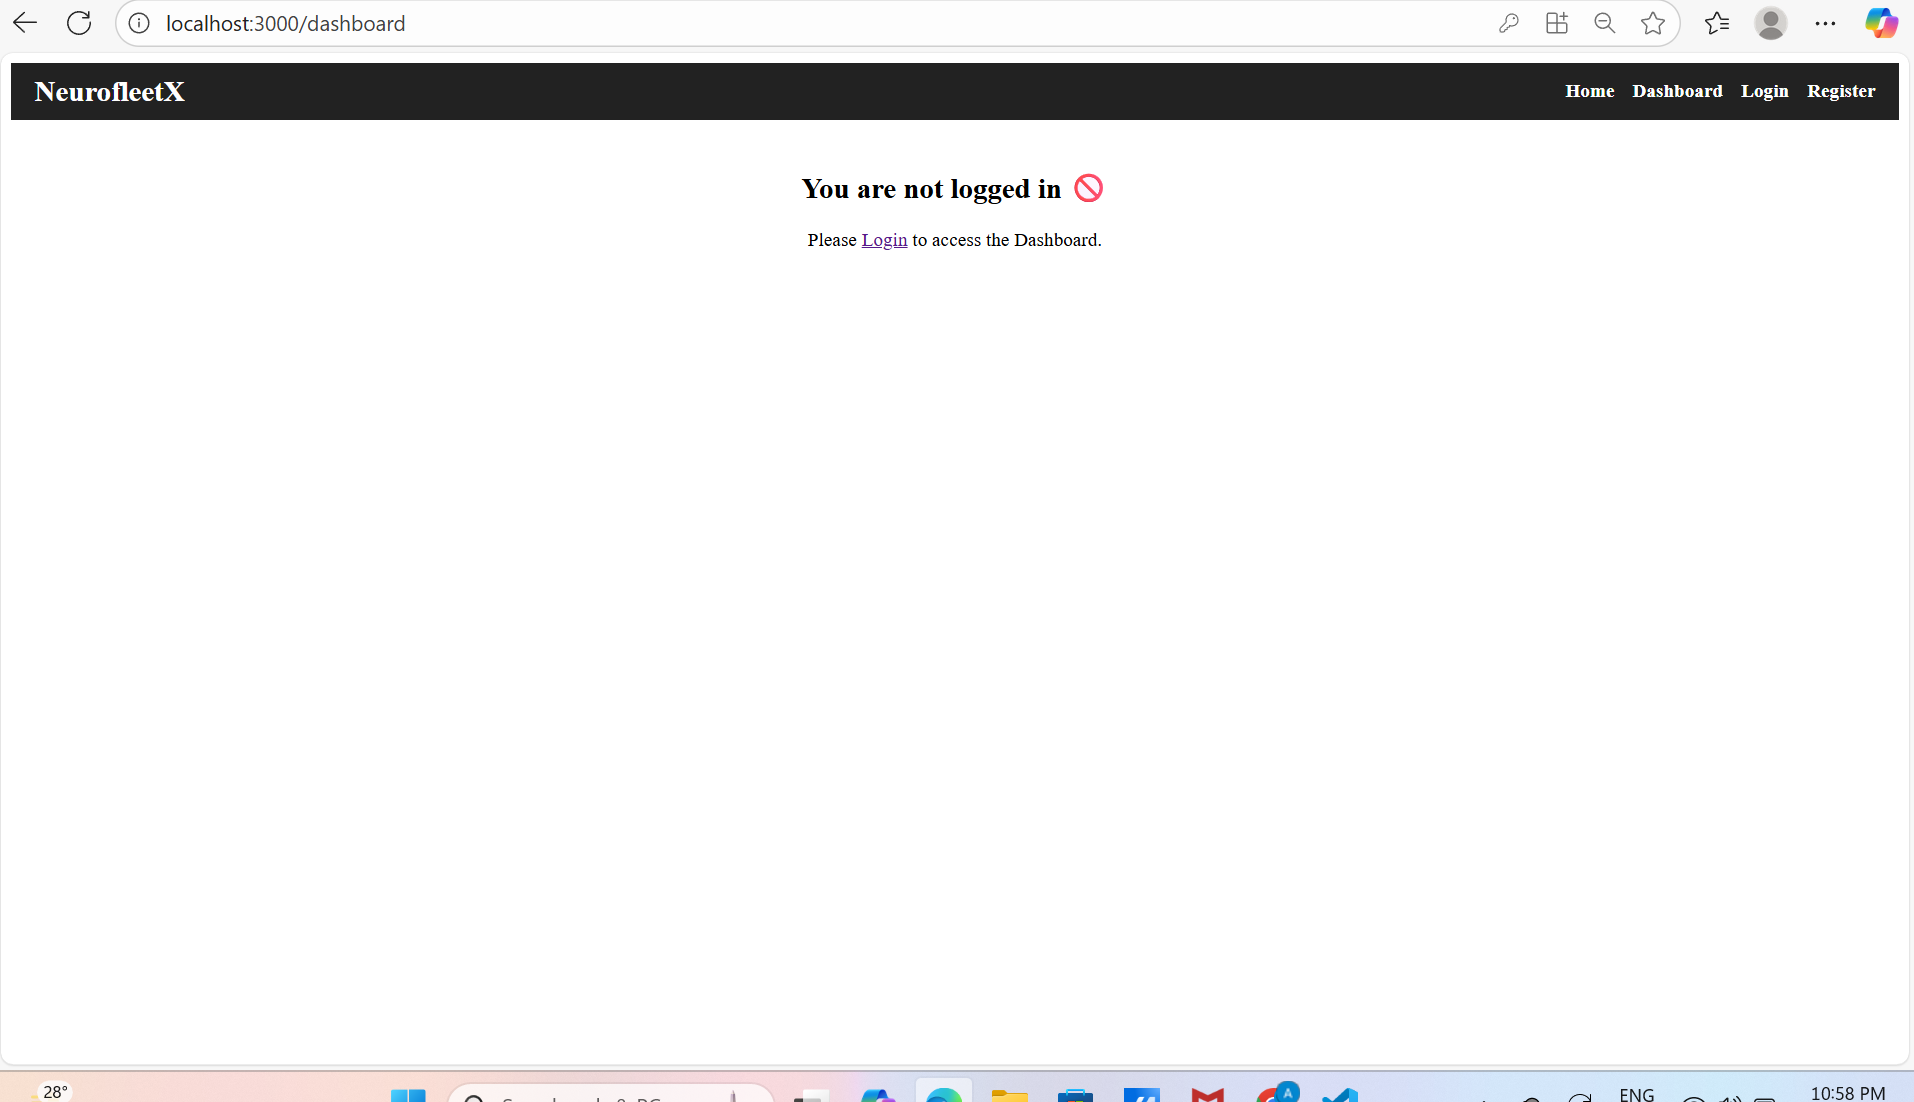 localhost:3000/dashboard
NeurofleetX
Home Dashboard Login Register
You are not logged in
Please Login to access the Dashboard.
28°
A
ENG
10:58 PM